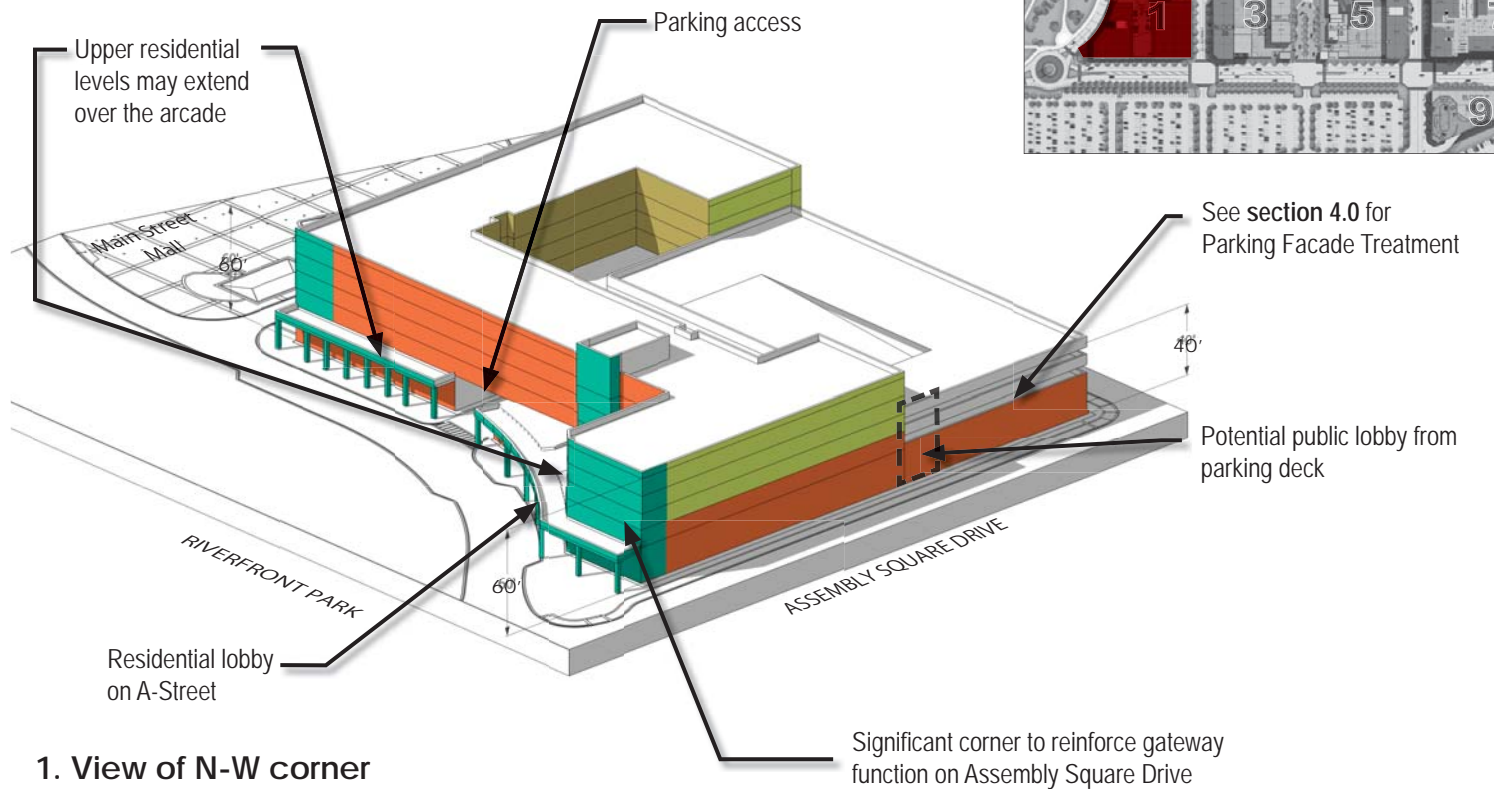 Parking access
Upper residential
levels may extend
over the arcade
1
3
5
9
Main Street
Mall
60'
See section 4.0 for
Parking Facade Treatment
40'
Potential public lobby from
parking deck
RIVERFRONT PARK
60'
ASSEMBLY SQUARE DRIVE
Residential lobby
on A-Street
Significant corner to reinforce gateway
function on Assembly Square Drive
1. View of N-W corner